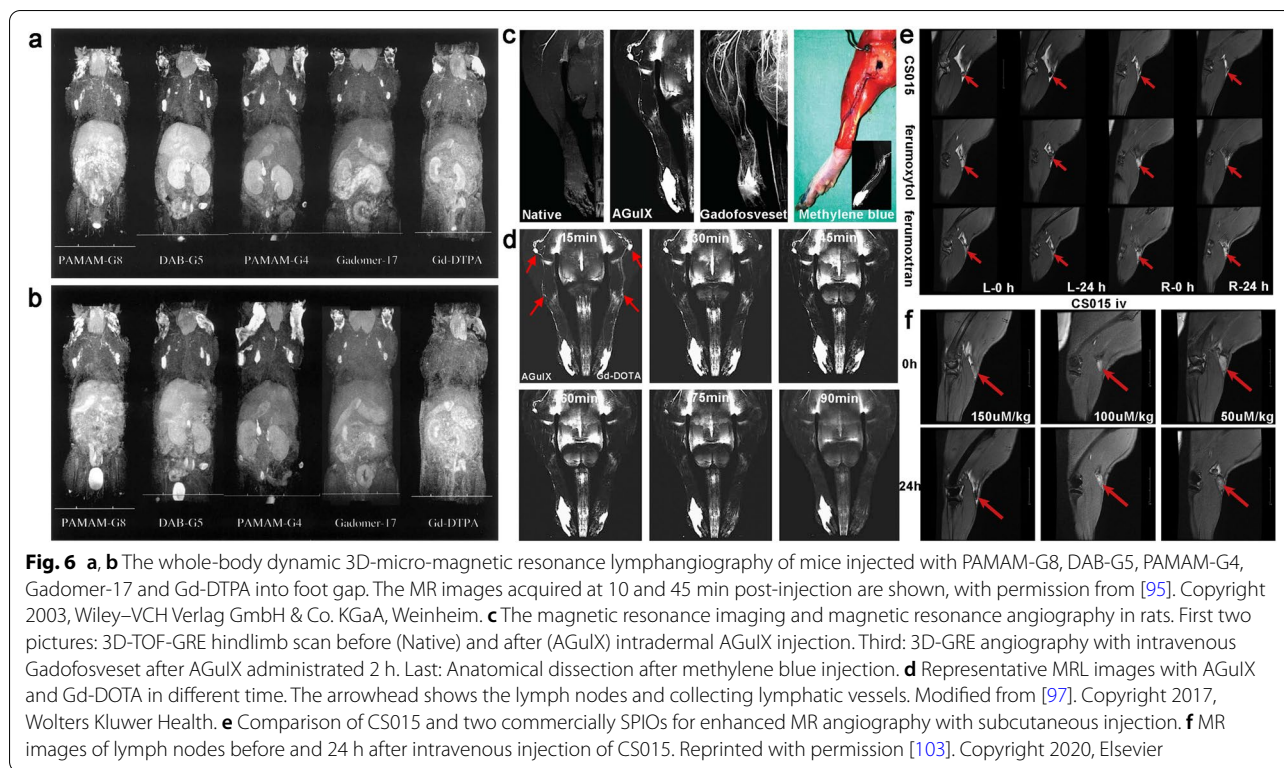 a
PAMAM-G8 DAB-G5 PAMAM-G4 Gadomer-17 Gd-DTPA
b
PAMAM-G8 DAB-G5 PAMAM-G4 Gadomer-17 Gd-DTPA
c
Native AGuIX Gadofosveset Methylene blue
d
15min 30min 45min
AGuIX Gd-DOTA
60min 75min 90min
e
CS015
ferumoxytol
ferumoxtran
L-0 h L-24 h R-0 h R-24 h
CS015 iv
f
0h
150uM/kg 100uM/kg 50uM/kg
24h
Fig. 6 a, b The whole-body dynamic 3D-micro-magnetic resonance lymphangiography of mice injected with PAMAM-G8, DAB-G5, PAMAM-G4,
Gadomer-17 and Gd-DTPA into foot gap. The MR images acquired at 10 and 45 min post-injection are shown, with permission from [95]. Copyright
2003, Wiley–VCH Verlag GmbH & Co. KGaA, Weinheim. c The magnetic resonance imaging and magnetic resonance angiography in rats. First two
pictures: 3D-TOF-GRE hindlimb scan before (Native) and after (AGuIX) intradermal AGuIX injection. Third: 3D-GRE angiography with intravenous
Gadofosveset after AGuIX administrated 2 h. Last: Anatomical dissection after methylene blue injection. d Representative MRL images with AGuIX
and Gd-DOTA in different time. The arrowhead shows the lymph nodes and collecting lymphatic vessels. Modified from [97]. Copyright 2017,
Wolters Kluwer Health. e Comparison of CS015 and two commercially SPIOs for enhanced MR angiography with subcutaneous injection. f MR
images of lymph nodes before and 24 h after intravenous injection of CS015. Reprinted with permission [103]. Copyright 2020, Elsevier